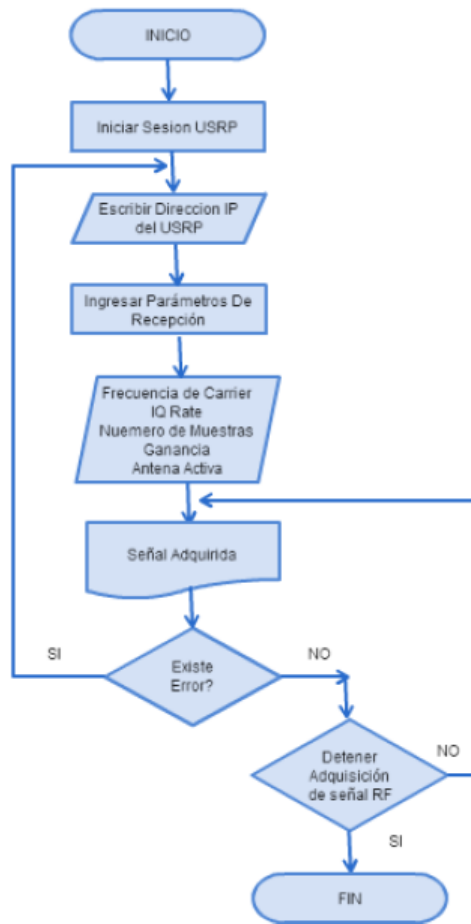 INICIO
Iniciar Sesion USRP
Escribir Direccion IP
del USRP
Ingresar Parámetros De
Recepción
Frecuencia de Carrier
IQ Rate
Nuemero de Muestras
Ganancia
Antena Activa
Señal Adquirida
SI
Existe
Error?
NO
Detener
Adquisición
de señal RF
NO
SI
FIN